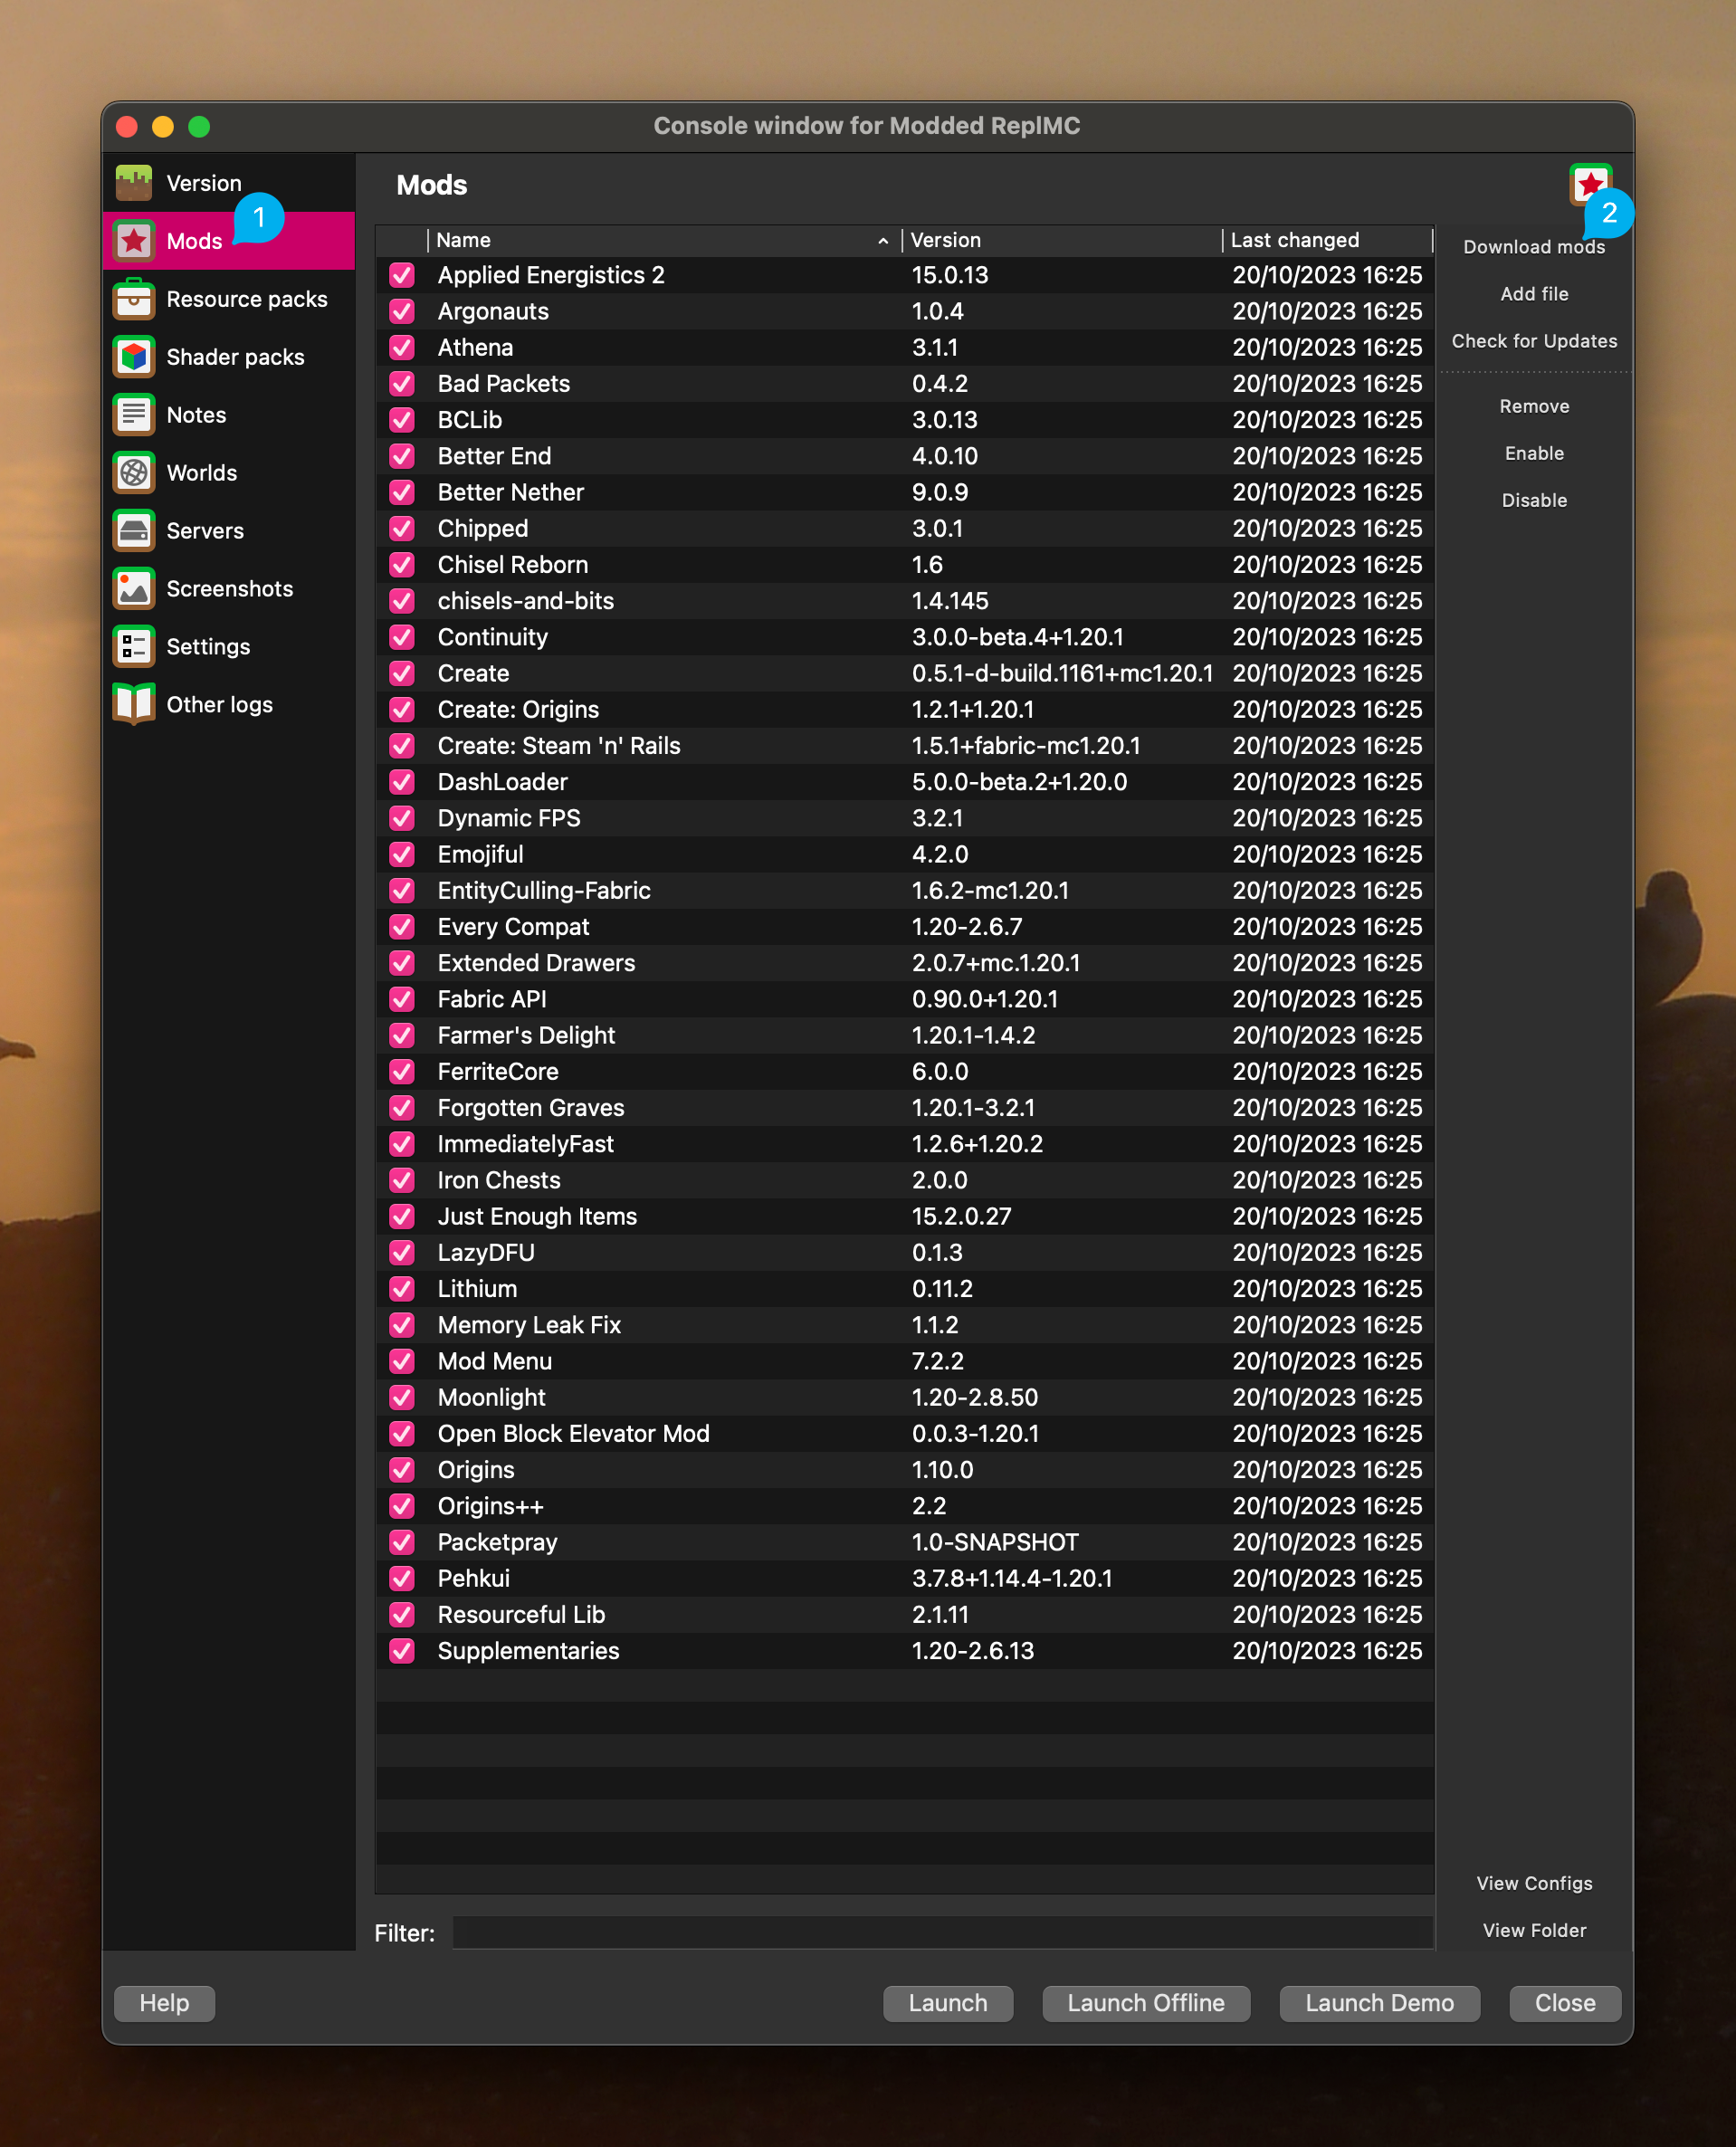 Console window for Modded ReplMC
Version
1
Mods
Resource packs
Shader packs
Notes
Worlds
Servers
Screenshots
Settings
Other logs
Mods
Name Version Last changed
Applied Energistics 2 15.0.13 20/10/2023 16:25
Argonauts 1.0.4 20/10/2023 16:25
Athena 3.1.1 20/10/2023 16:25
Bad Packets 0.4.2 20/10/2023 16:25
BCLib 3.0.13 20/10/2023 16:25
Better End 4.0.10 20/10/2023 16:25
Better Nether 9.0.9 20/10/2023 16:25
Chipped 3.0.1 20/10/2023 16:25
Chisel Reborn 1.6 20/10/2023 16:25
chisels-and-bits 1.4.145 20/10/2023 16:25
Continuity 3.0.0-beta.4+1.20.1 20/10/2023 16:25
Create 0.5.1-d-build.1161+mc1.20.1 20/10/2023 16:25
Create: Origins 1.2.1+1.20.1 20/10/2023 16:25
Create: Steam 'n' Rails 1.5.1+fabric-mc1.20.1 20/10/2023 16:25
DashLoader 5.0.0-beta.2+1.20.0 20/10/2023 16:25
Dynamic FPS 3.2.1 20/10/2023 16:25
Emojiful 4.2.0 20/10/2023 16:25
EntityCulling-Fabric 1.6.2-mc1.20.1 20/10/2023 16:25
Every Compat 1.20-2.6.7 20/10/2023 16:25
Extended Drawers 2.0.7+mc.1.20.1 20/10/2023 16:25
Fabric API 0.90.0+1.20.1 20/10/2023 16:25
Farmer's Delight 1.20.1-1.4.2 20/10/2023 16:25
FerriteCore 6.0.0 20/10/2023 16:25
Forgotten Graves 1.20.1-3.2.1 20/10/2023 16:25
ImmediatelyFast 1.2.6+1.20.2 20/10/2023 16:25
Iron Chests 2.0.0 20/10/2023 16:25
Just Enough Items 15.2.0.27 20/10/2023 16:25
LazyDFU 0.1.3 20/10/2023 16:25
Lithium 0.11.2 20/10/2023 16:25
Memory Leak Fix 1.1.2 20/10/2023 16:25
Mod Menu 7.2.2 20/10/2023 16:25
Moonlight 1.20-2.8.50 20/10/2023 16:25
Open Block Elevator Mod 0.0.3-1.20.1 20/10/2023 16:25
Origins 1.10.0 20/10/2023 16:25
Origins++ 2.2 20/10/2023 16:25
Packetpray 1.0-SNAPSHOT 20/10/2023 16:25
Pehkui 3.7.8+1.14.4-1.20.1 20/10/2023 16:25
Resourceful Lib 2.1.11 20/10/2023 16:25
Supplementaries 1.20-2.6.13 20/10/2023 16:25
Filter:
2
Download mods
Add file
Check for Updates
Remove
Enable
Disable
View Configs
View Folder
Help Launch Launch Offline Launch Demo Close